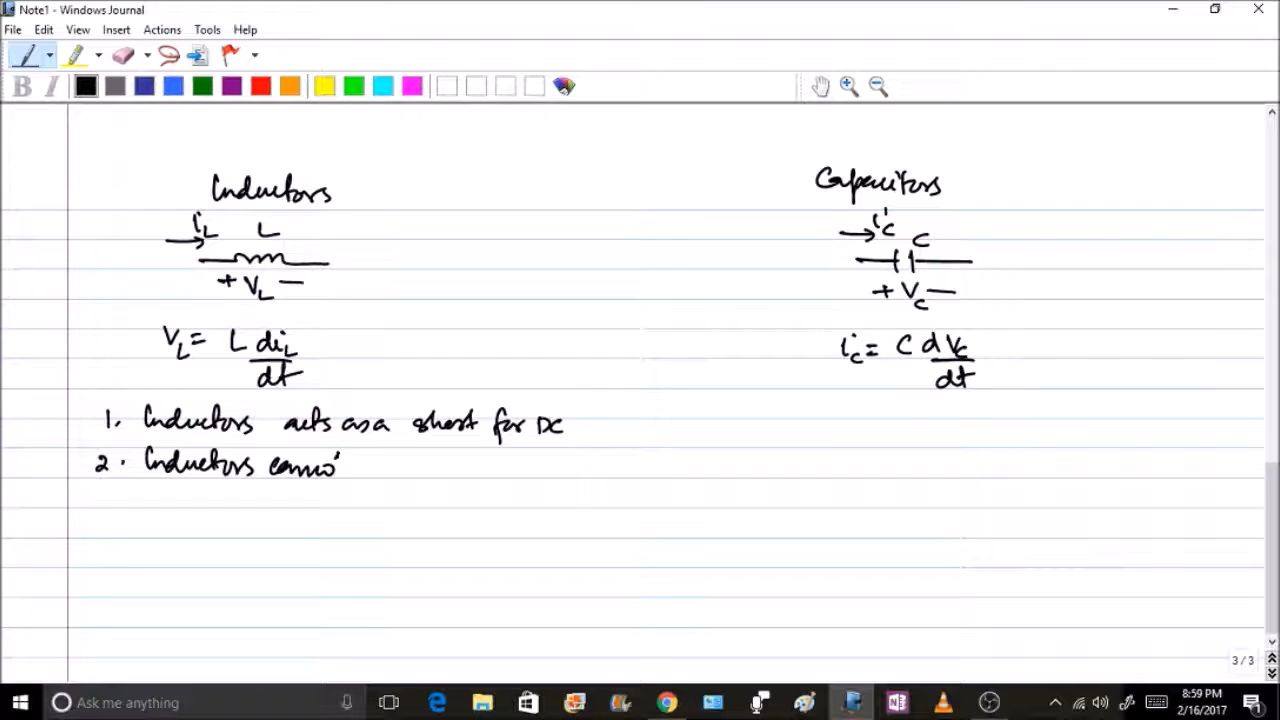 Note1 - Windows Journal
File Edit View Insert Actions Tools Help
B I
Inductors
iL L
+ VL −
VL = L diL
dt
1. Inductors acts as a short for DC
2. Inductors canno
Capacitors
ic C
+ Vc −
ic = C dVc
dt
3 / 3
Ask me anything
8:59 PM
2/16/2017